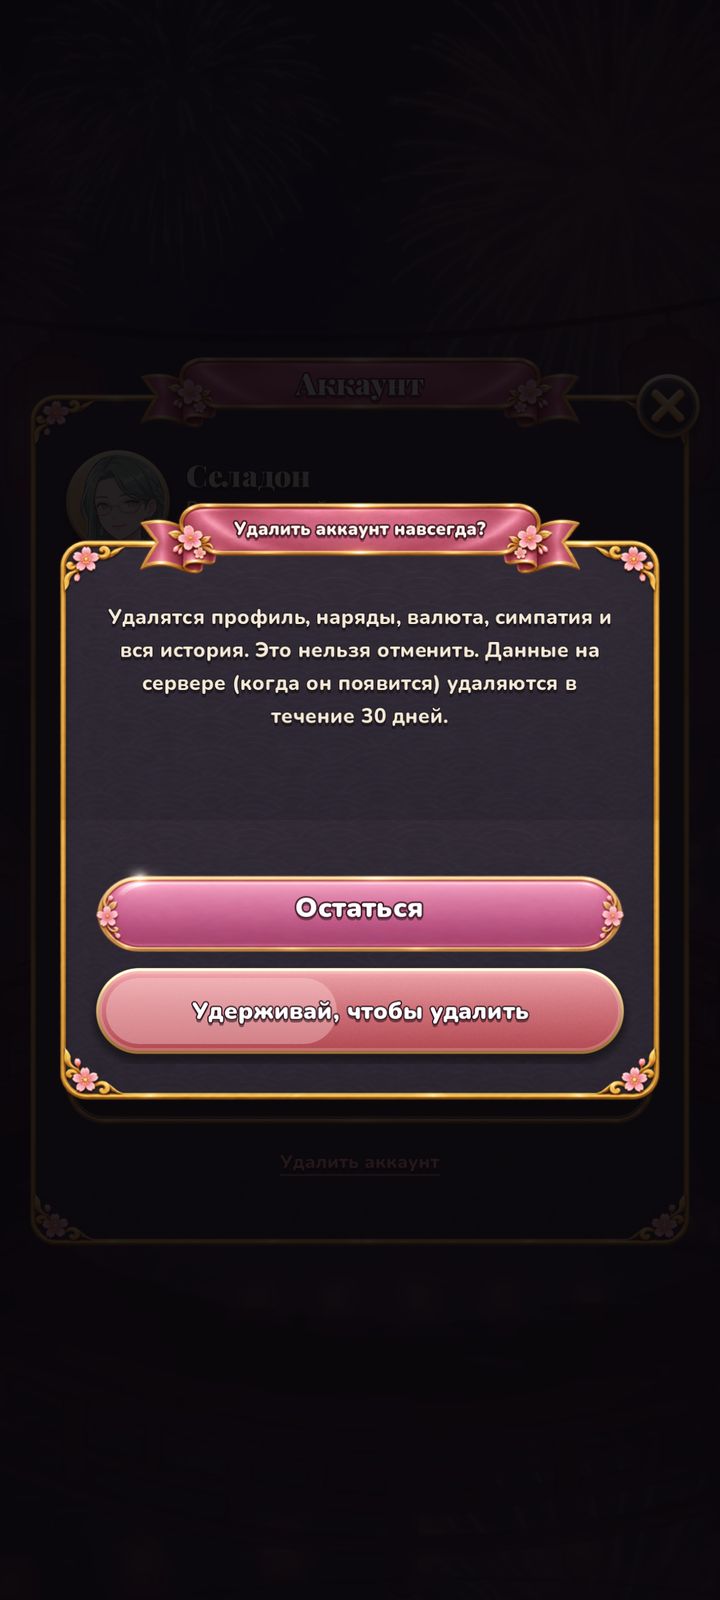 Аккаунт
Селадон
Удалить аккаунт навсегда?
Удалятся профиль, наряды, валюта, симпатия и
вся история. Это нельзя отменить. Данные на
сервере (когда он появится) удаляются в
течение 30 дней.
Остаться
Удерживай, чтобы удалить
Удалить аккаунт